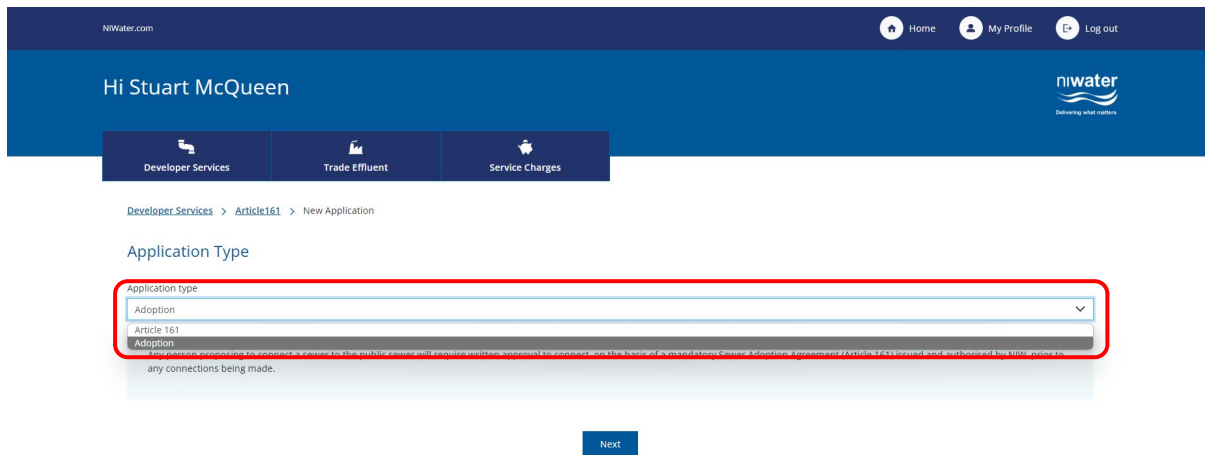 NIWater.com
Home
My Profile
Log out
Hi Stuart McQueen
niwater
Delivering what matters
Developer Services
Trade Effluent
Service Charges
Developer Services > Article161 > New Application
Application Type
Application type
Adoption
Article 161
Adoption
Any person proposing to connect a sewer to the public sewer will require written approval to connect, on the basis of a mandatory Sewer Adoption Agreement (Article 161) issued and authorised by NIW, prior to
any connections being made.
Next